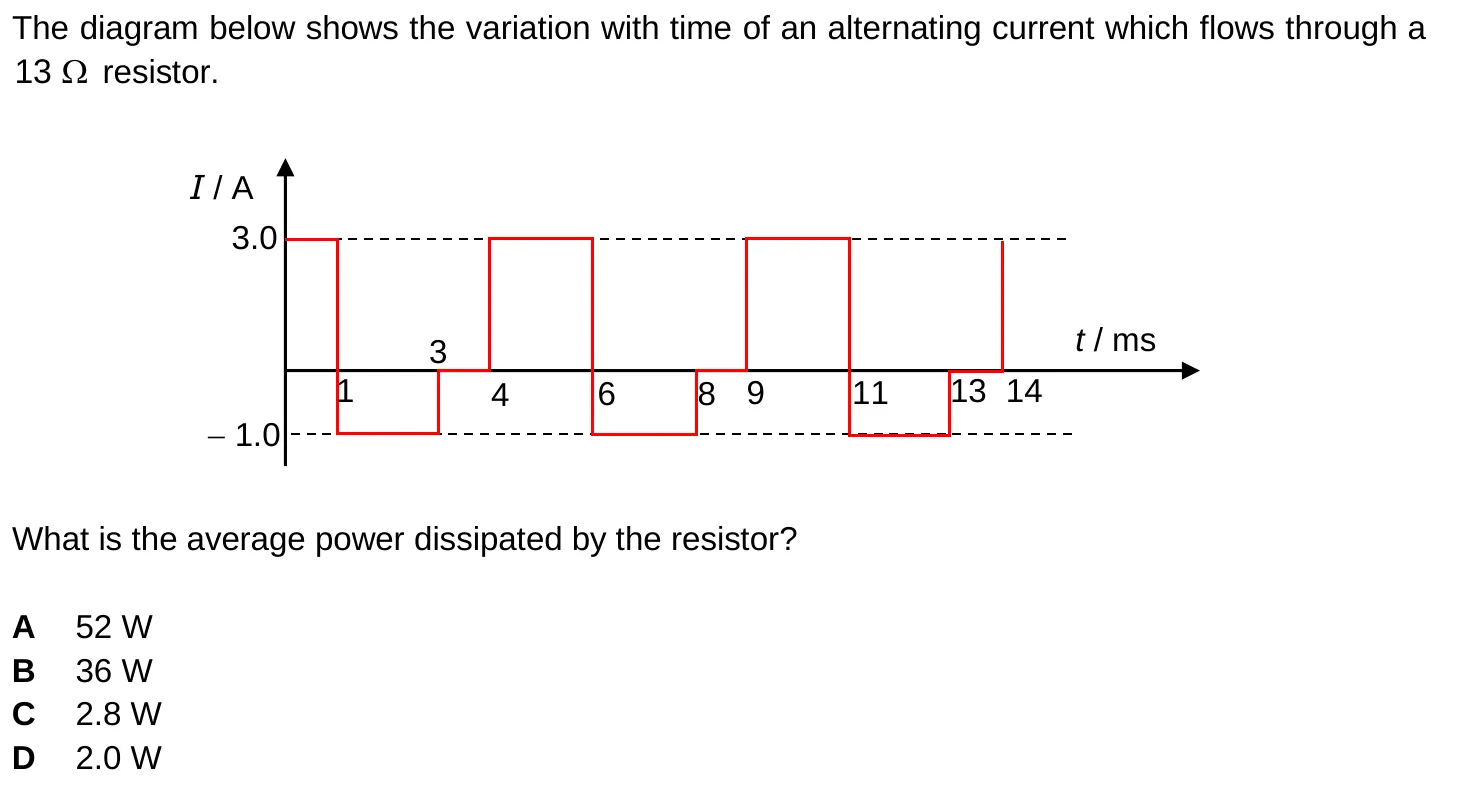 The diagram below shows the variation with time of an alternating current which flows through a
13 Ω resistor.
I / A
3.0
3
t / ms
1
4
6
8
9
11
13
14
– 1.0
What is the average power dissipated by the resistor?
A 52 W
B 36 W
C 2.8 W
D 2.0 W